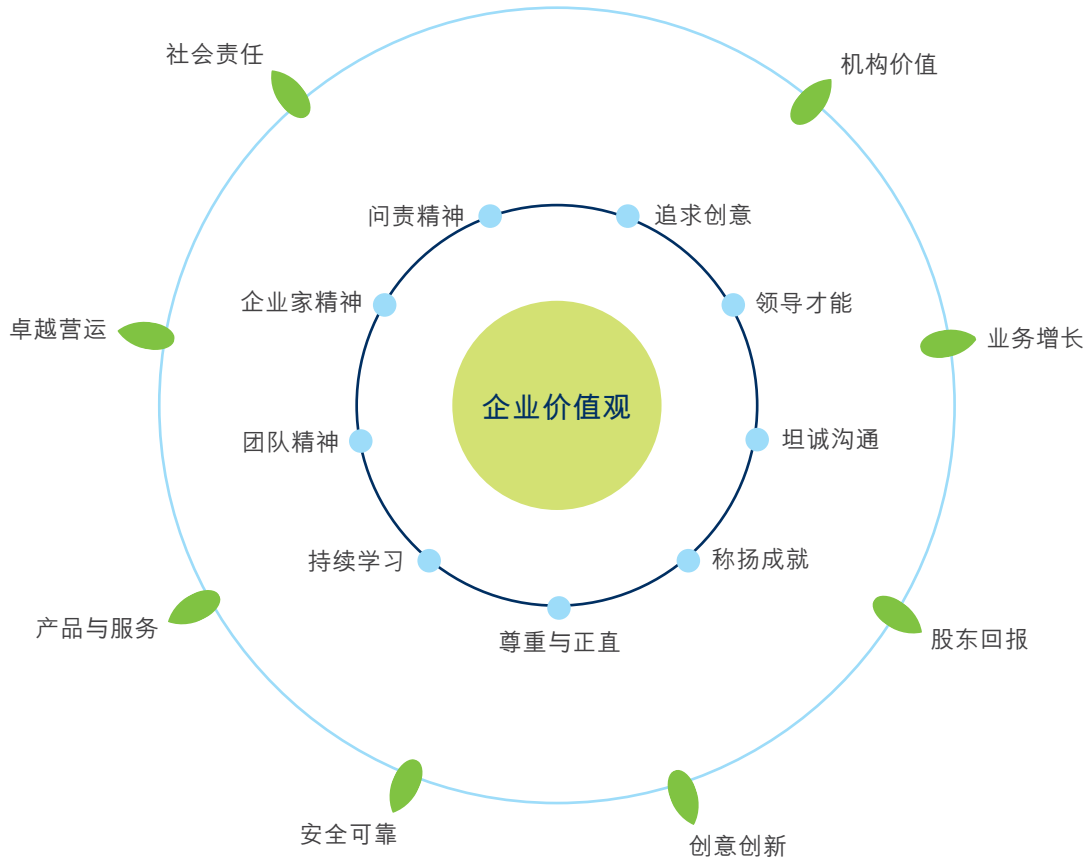 社会责任
机构价值
问责精神
追求创意
企业家精神
领导才能
卓越营运
业务增长
企业价值观
团队精神
坦诚沟通
持续学习
称扬成就
产品与服务
尊重与正直
股东回报
安全可靠
创意创新